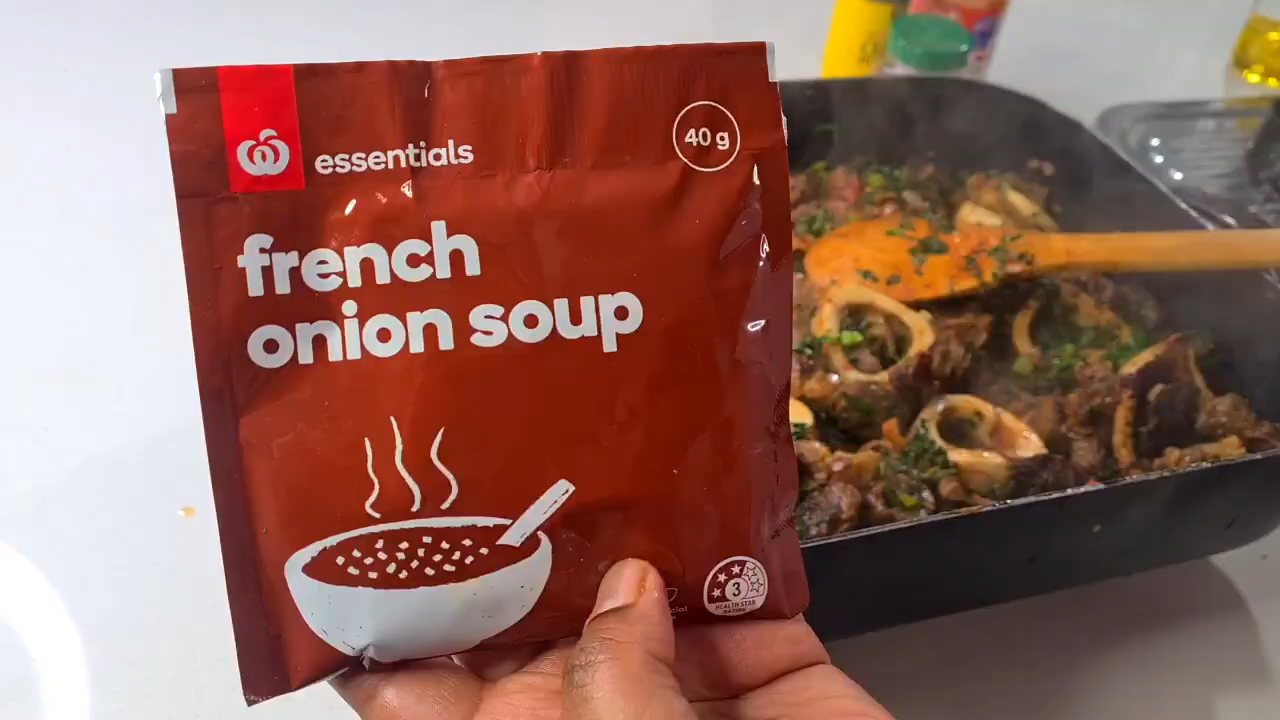 essentials
40 g
french
onion soup
3
HEALTH STAR
RATING